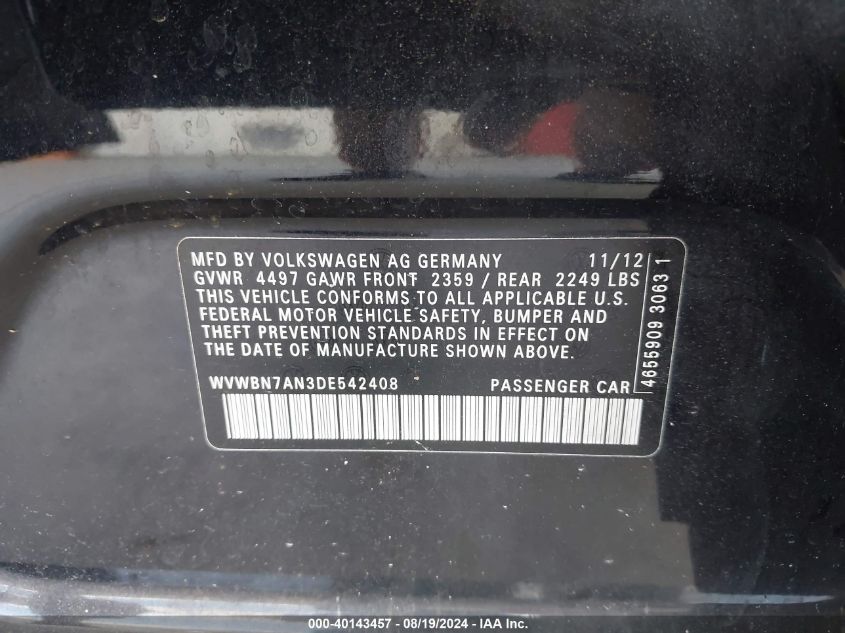 MFD BY VOLKSWAGEN AG GERMANY 11/12
GVWR 4497 GAWR FRONT 2359 / REAR 2249 LBS
THIS VEHICLE CONFORMS TO ALL APPLICABLE U.S.
FEDERAL MOTOR VEHICLE SAFETY, BUMPER AND
THEFT PREVENTION STANDARDS IN EFFECT ON
THE DATE OF MANUFACTURE SHOWN ABOVE.
WVWBN7AN3DE542408 PASSENGER CAR
4655909 3063 1
000-40143457 - 08/19/2024 - IAA Inc.